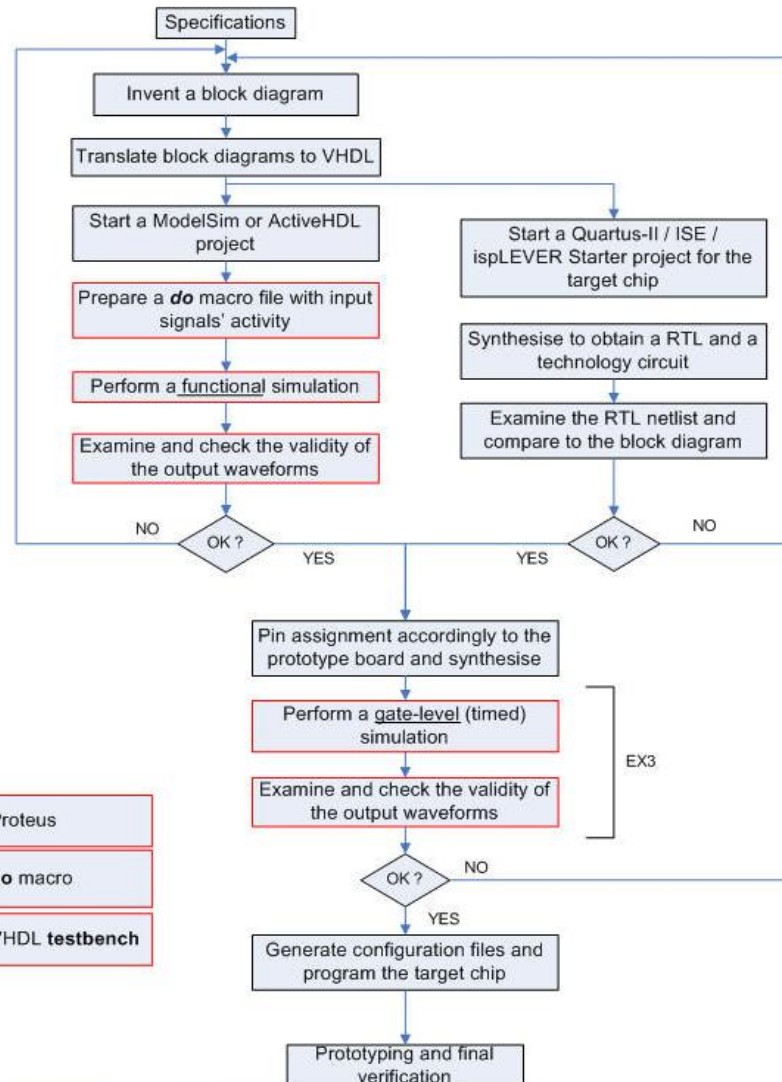 Specifications
Invent a block diagram
Translate block diagrams to VHDL
Start a ModelSim or ActiveHDL
project
Prepare a do macro file with input
signals' activity
Perform a functional simulation
Examine and check the validity of
the output waveforms
OK ?
NO
YES
Start a Quartus-II / ISE /
ispLEVER Starter project for the
target chip
Synthesise to obtain a RTL and a
technology circuit
Examine the RTL netlist and
compare to the block diagram
OK ?
NO
YES
Pin assignment accordingly to the
prototype board and synthesise
Perform a gate-level (timed)
simulation
Examine and check the validity of
the output waveforms
EX3
OK ?
NO
YES
Generate configuration files and
program the target chip
Prototyping and final
verification
roteus
o macro
HDL testbench